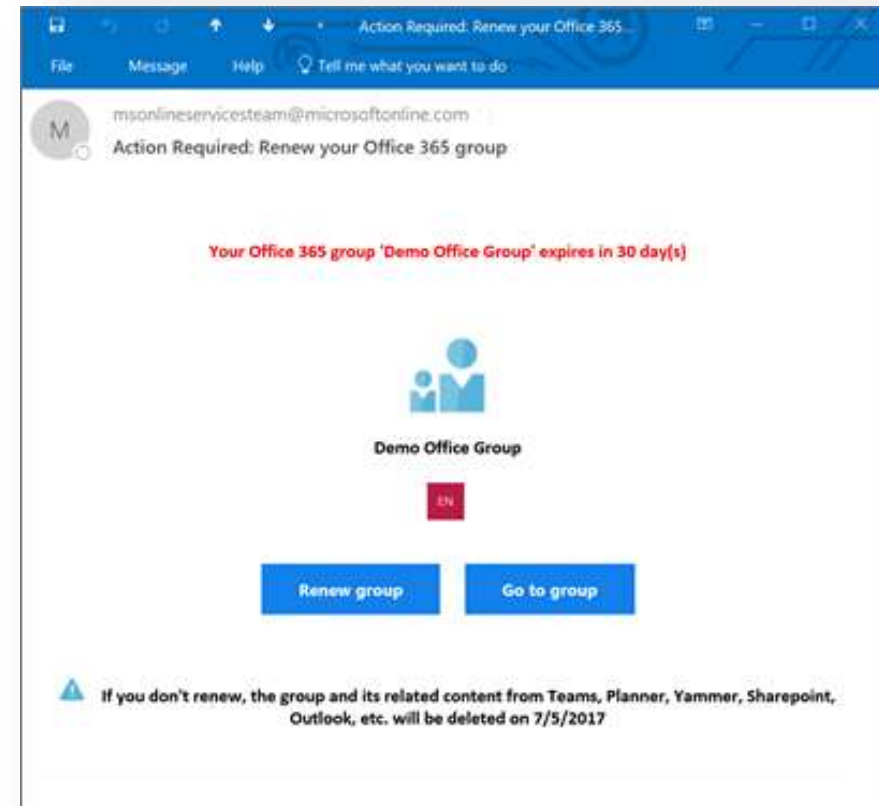 Action Required: Renew your Office 365...
File Message Help Tell me what you want to do
M
msonlineservicesteam@microsoftonline.com
Action Required: Renew your Office 365 group
Your Office 365 group 'Demo Office Group' expires in 30 day(s)
Demo Office Group
EN
Renew group Go to group
If you don't renew, the group and its related content from Teams, Planner, Yammer, Sharepoint,
Outlook, etc. will be deleted on 7/5/2017